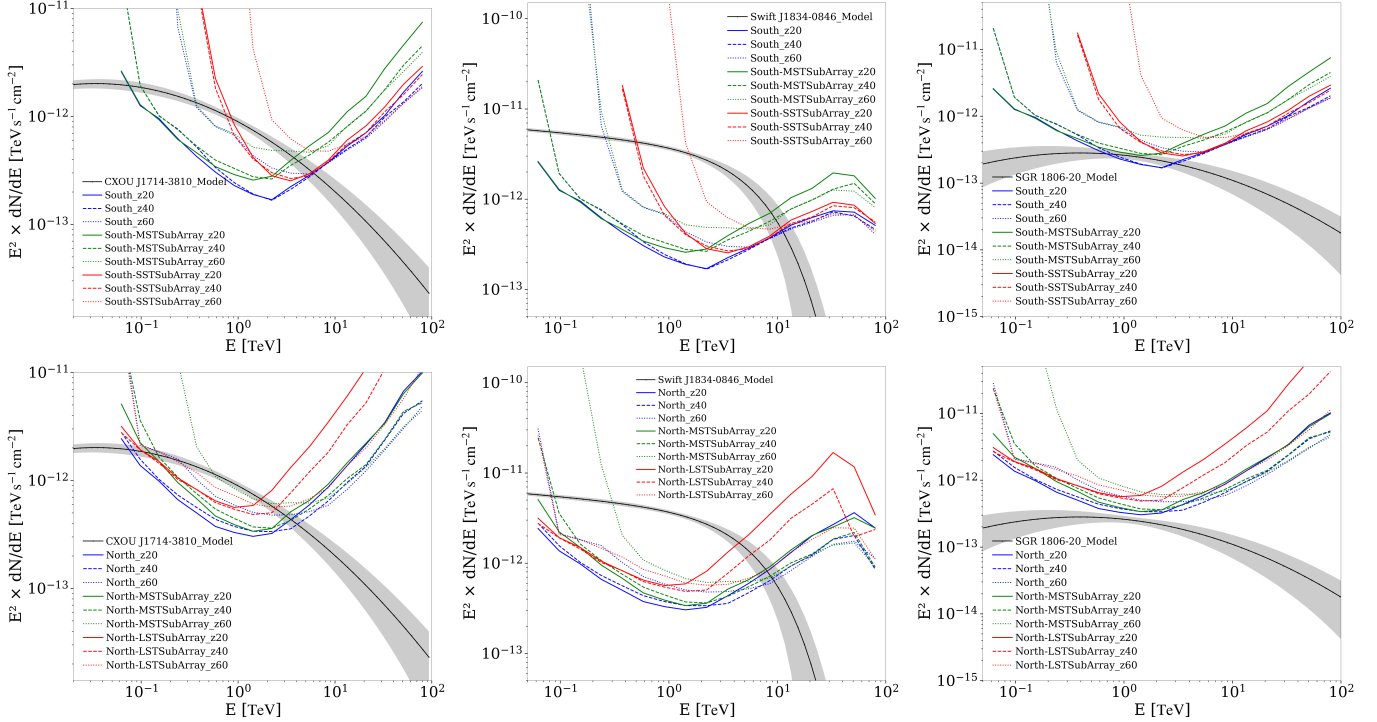 E² × dN/dE [TeV s⁻¹ cm⁻²]
10⁻¹¹
10⁻¹²
10⁻¹³
CXOU J1714-3810_Model
South_z20
South_z40
South_z60
South-MSTSubArray_z20
South-MSTSubArray_z40
South-MSTSubArray_z60
South-SSTSubArray_z20
South-SSTSubArray_z40
South-SSTSubArray_z60
10⁻¹ 10⁰ 10¹ 10²
E [TeV]
E² × dN/dE [TeV s⁻¹ cm⁻²]
10⁻¹⁰
10⁻¹¹
10⁻¹²
10⁻¹³
Swift J1834-0846_Model
South_z20
South_z40
South_z60
South-MSTSubArray_z20
South-MSTSubArray_z40
South-MSTSubArray_z60
South-SSTSubArray_z20
South-SSTSubArray_z40
South-SSTSubArray_z60
10⁻¹ 10⁰ 10¹ 10²
E [TeV]
E² × dN/dE [TeV s⁻¹ cm⁻²]
10⁻¹¹
10⁻¹²
10⁻¹³
10⁻¹⁴
10⁻¹⁵
SGR 1806-20_Model
South_z20
South_z40
South_z60
South-MSTSubArray_z20
South-MSTSubArray_z40
South-MSTSubArray_z60
South-SSTSubArray_z20
South-SSTSubArray_z40
South-SSTSubArray_z60
10⁻¹ 10⁰ 10¹ 10²
E [TeV]
E² × dN/dE [TeV s⁻¹ cm⁻²]
10⁻¹¹
10⁻¹²
10⁻¹³
CXOU J1714-3810_Model
North_z20
North_z40
North_z60
North-MSTSubArray_z20
North-MSTSubArray_z40
North-MSTSubArray_z60
North-LSTSubArray_z20
North-LSTSubArray_z40
North-LSTSubArray_z60
10⁻¹ 10⁰ 10¹ 10²
E [TeV]
E² × dN/dE [TeV s⁻¹ cm⁻²]
10⁻¹⁰
10⁻¹¹
10⁻¹²
10⁻¹³
Swift J1834-0846_Model
North_z20
North_z40
North_z60
North-MSTSubArray_z20
North-MSTSubArray_z40
North-MSTSubArray_z60
North-LSTSubArray_z20
North-LSTSubArray_z40
North-LSTSubArray_z60
10⁻¹ 10⁰ 10¹ 10²
E [TeV]
E² × dN/dE [TeV s⁻¹ cm⁻²]
10⁻¹¹
10⁻¹²
10⁻¹³
10⁻¹⁴
10⁻¹⁵
SGR 1806-20_Model
North_z20
North_z40
North_z60
North-MSTSubArray_z20
North-MSTSubArray_z40
North-MSTSubArray_z60
North-LSTSubArray_z20
North-LSTSubArray_z40
North-LSTSubArray_z60
10⁻¹ 10⁰ 10¹ 10²
E [TeV]